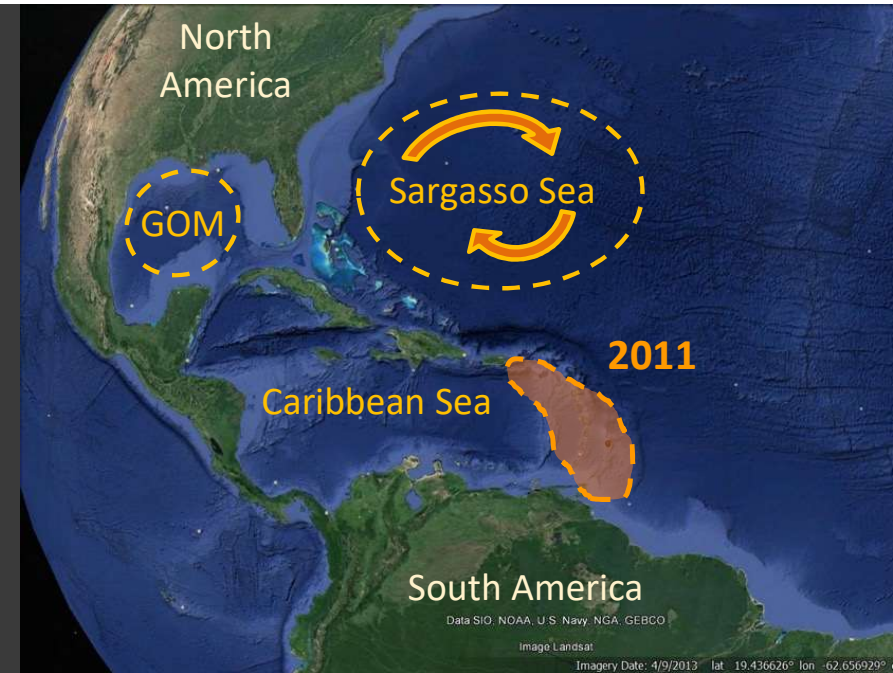 North
America
Sargasso Sea
GOM
2011
Caribbean Sea
South America
Data SIO, NOAA, U.S. Navy, NGA, GEBCO
Image Landsat
Imagery Date: 4/9/2013 lat 19.436626° lon -62.656929°